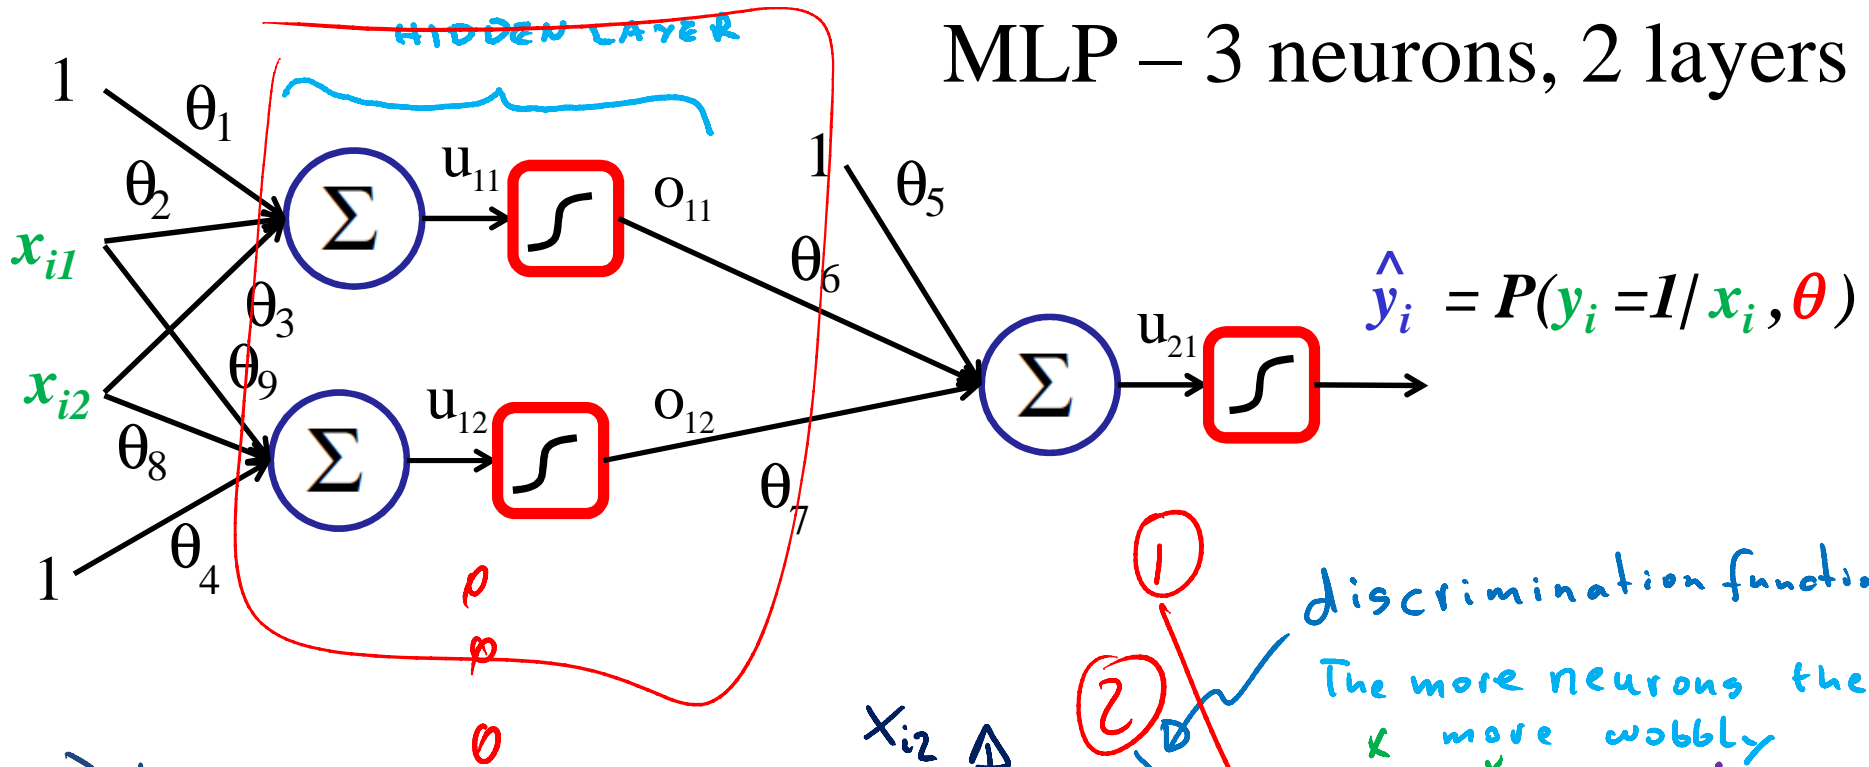 HIDDEN LAYER
MLP – 3 neurons, 2 layers
1
θ1
θ2
xi1
θ3
θ9
xi2
θ8
θ4
1
Σ
u11
o11
Σ
u12
o12
1
θ5
θ6
θ7
Σ
u21
ŷi = P(yi =1/ xi ,θ )
1
2
discrimination functio
The more neurons the
more wobbly
xi2
x